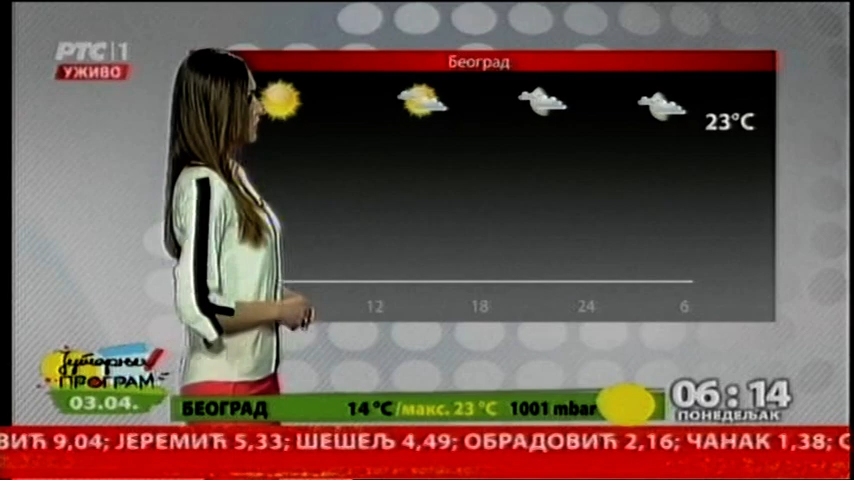 РТС|1
УЖИВО
Београд
23°C
12 18 24 6
Јутарњи
ПРОГРАМ
03.04.
БЕОГРАД 14 °C /макс. 23 °C 1001 mbar
06:14
ПОНЕДЕЉАК
ВИЋ 9,04; ЈЕРЕМИЋ 5,33; ШЕШЕЉ 4,49; ОБРАДОВИЋ 2,16; ЧАНАК 1,38; С